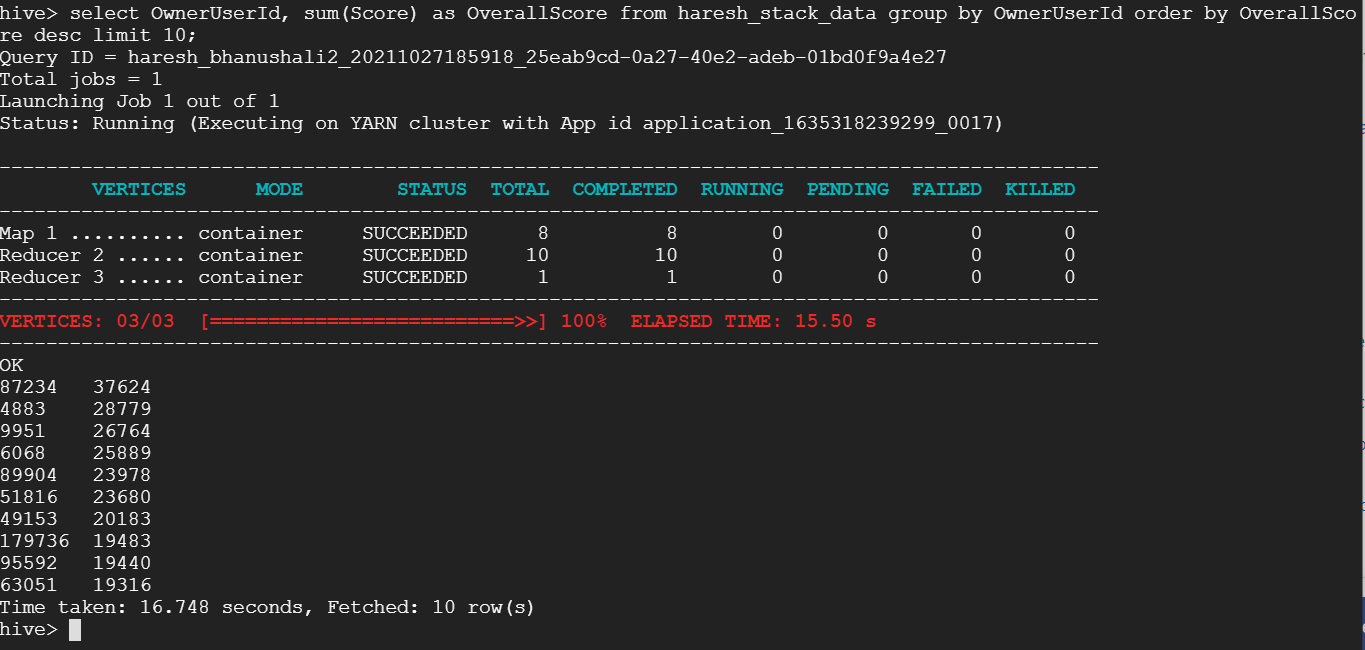 hive> select OwnerUserId, sum(Score) as OverallScore from haresh_stack_data group by OwnerUserId order by OverallSco
re desc limit 10;
Query ID = haresh_bhanushali2_20211027185918_25eab9cd-0a27-40e2-adeb-01bd0f9a4e27
Total jobs = 1
Launching Job 1 out of 1
Status: Running (Executing on YARN cluster with App id application_1635318239299_0017)
----------------------------------------------------------------------------------------------
        VERTICES      MODE        STATUS  TOTAL  COMPLETED  RUNNING  PENDING  FAILED  KILLED
----------------------------------------------------------------------------------------------
Map 1 .......... container     SUCCEEDED      8          8        0        0       0       0
Reducer 2 ...... container     SUCCEEDED     10         10        0        0       0       0
Reducer 3 ...... container     SUCCEEDED      1          1        0        0       0       0
----------------------------------------------------------------------------------------------
VERTICES: 03/03  [==========================>>] 100%  ELAPSED TIME: 15.50 s
----------------------------------------------------------------------------------------------
OK
87234	37624
4883	28779
9951	26764
6068	25889
89904	23978
51816	23680
49153	20183
179736	19483
95592	19440
63051	19316
Time taken: 16.748 seconds, Fetched: 10 row(s)
hive>